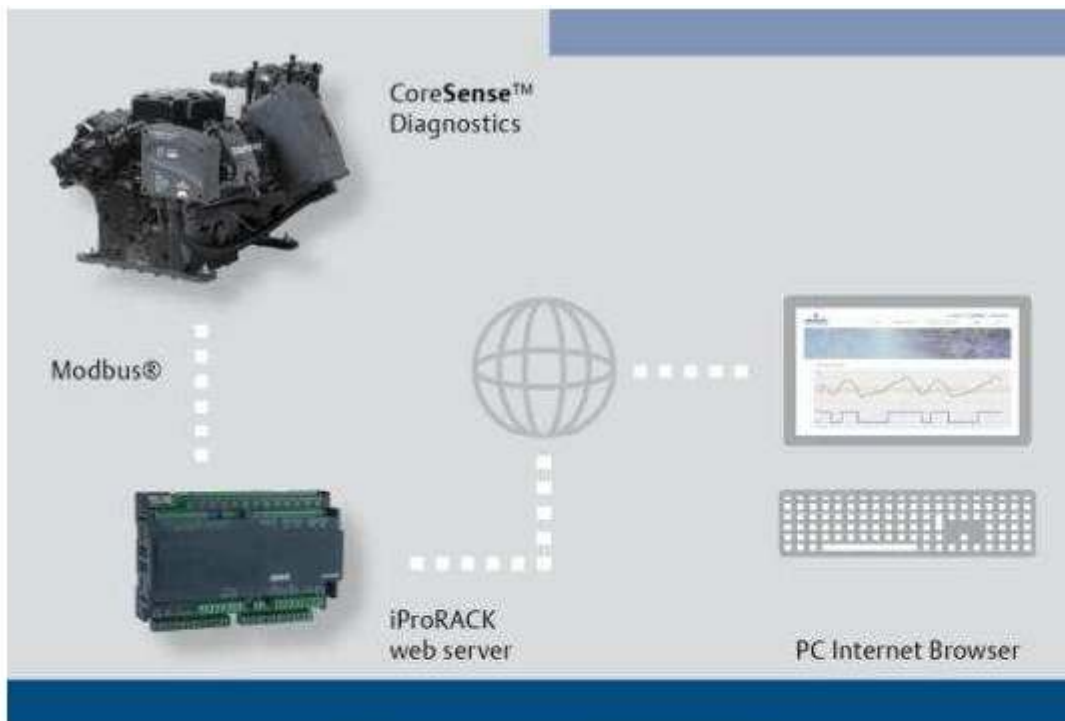 CoreSense™
Diagnostics
Modbus®
iProRACK
web server
PC Internet Browser